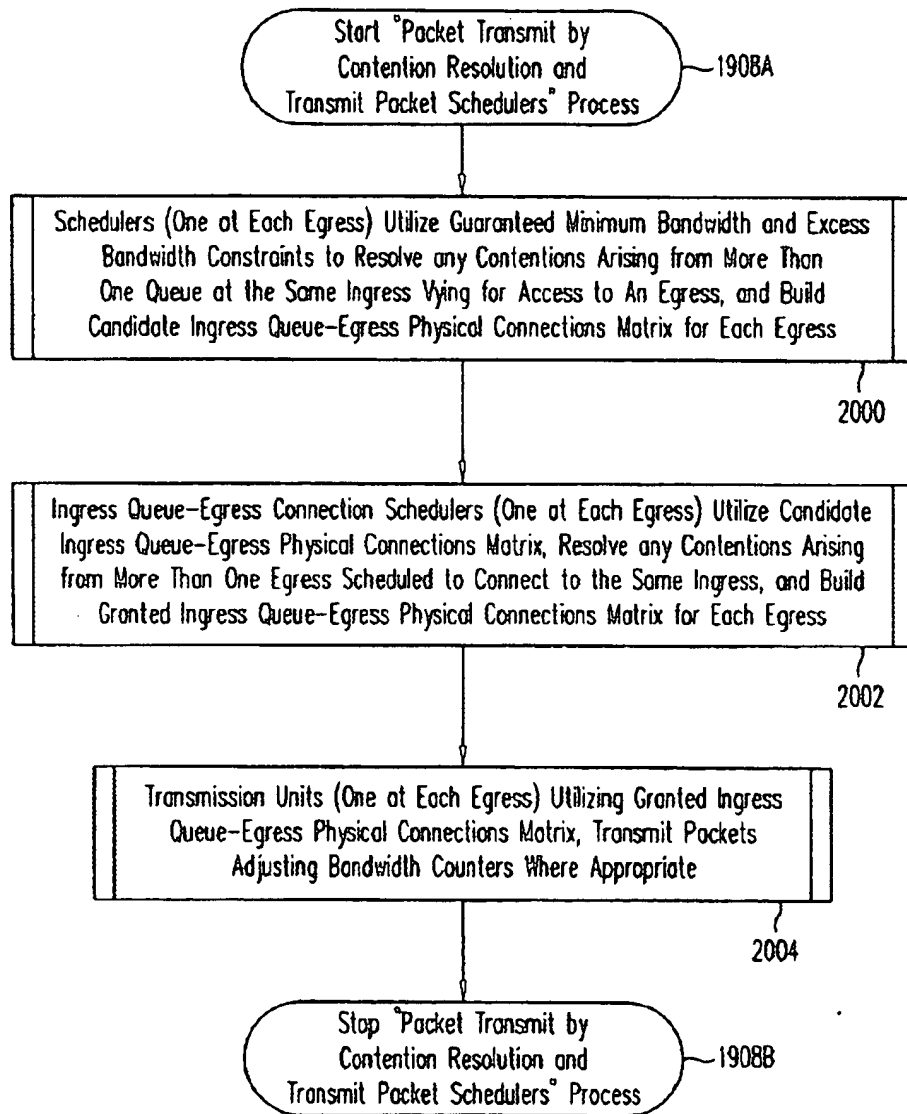 Start "Packet Transmit by
Contention Resolution and
Transmit Packet Schedulers" Process
1908A
Schedulers (One at Each Egress) Utilize Guaranteed Minimum Bandwidth and Excess
Bandwidth Constraints to Resolve any Contentions Arising from More Than
One Queue at the Same Ingress Vying for Access to An Egress, and Build
Candidate Ingress Queue-Egress Physical Connections Matrix for Each Egress
2000
Ingress Queue-Egress Connection Schedulers (One at Each Egress) Utilize Candidate
Ingress Queue-Egress Physical Connections Matrix, Resolve any Contentions Arising
from More Than One Egress Scheduled to Connect to the Same Ingress, and Build
Granted Ingress Queue-Egress Physical Connections Matrix for Each Egress
2002
Transmission Units (One at Each Egress) Utilizing Granted Ingress
Queue-Egress Physical Connections Matrix, Transmit Packets
Adjusting Bandwidth Counters Where Appropriate
2004
Stop "Packet Transmit by
Contention Resolution and
Transmit Packet Schedulers" Process
1908B